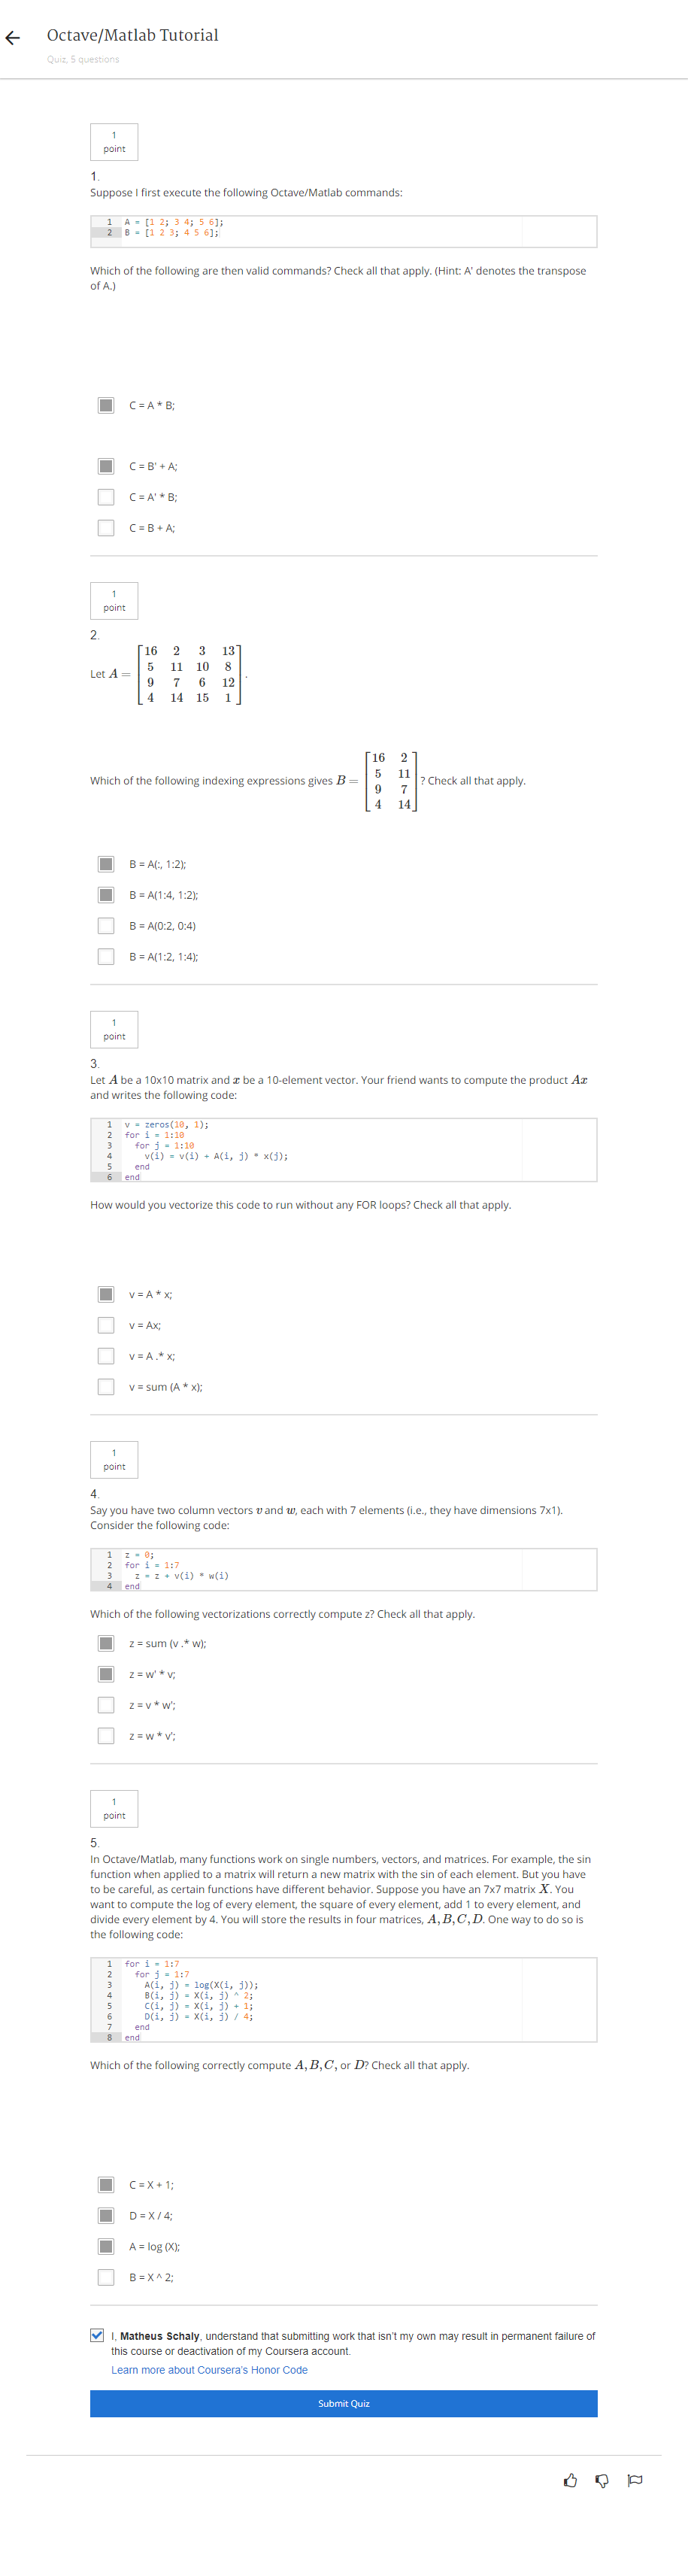 Octave/Matlab Tutorial
Quiz, 5 questions
1
point
1.
Suppose I first execute the following Octave/Matlab commands:
1 A = [1 2; 3 4; 5 6];
2 B = [1 2 3; 4 5 6];
Which of the following are then valid commands? Check all that apply. (Hint: A' denotes the transpose
of A.)
C = A * B;
C = B' + A;
C = A' * B;
C = B + A;
1
point
2.
Let A = [16 2 3 13
5 11 10 8
9 7 6 12
4 14 15 1].
Which of the following indexing expressions gives B = [16 2
5 11
9 7
4 14]? Check all that apply.
B = A(:, 1:2);
B = A(1:4, 1:2);
B = A(0:2, 0:4)
B = A(1:2, 1:4);
1
point
3.
Let A be a 10x10 matrix and x be a 10-element vector. Your friend wants to compute the product Ax
and writes the following code:
1 v = zeros(10, 1);
2 for i = 1:10
3 for j = 1:10
4 v(i) = v(i) + A(i, j) * x(j);
5 end
6 end
How would you vectorize this code to run without any FOR loops? Check all that apply.
v = A * x;
v = Ax;
v = A .* x;
v = sum (A * x);
1
point
4.
Say you have two column vectors v and w, each with 7 elements (i.e., they have dimensions 7x1).
Consider the following code:
1 z = 0;
2 for i = 1:7
3 z = z + v(i) * w(i)
4 end
Which of the following vectorizations correctly compute z? Check all that apply.
z = sum (v .* w);
z = w' * v;
z = v * w';
z = w * v';
1
point
5.
In Octave/Matlab, many functions work on single numbers, vectors, and matrices. For example, the sin
function when applied to a matrix will return a new matrix with the sin of each element. But you have
to be careful, as certain functions have different behavior. Suppose you have an 7x7 matrix X. You
want to compute the log of every element, the square of every element, add 1 to every element, and
divide every element by 4. You will store the results in four matrices, A, B, C, D. One way to do so is
the following code:
1 for i = 1:7
2 for j = 1:7
3 A(i, j) = log(X(i, j));
4 B(i, j) = X(i, j) ^ 2;
5 C(i, j) = X(i, j) + 1;
6 D(i, j) = X(i, j) / 4;
7 end
8 end
Which of the following correctly compute A, B, C, or D? Check all that apply.
C = X + 1;
D = X / 4;
A = log (X);
B = X ^ 2;
I, Matheus Schaly, understand that submitting work that isn't my own may result in permanent failure of
this course or deactivation of my Coursera account.
Learn more about Coursera's Honor Code
Submit Quiz